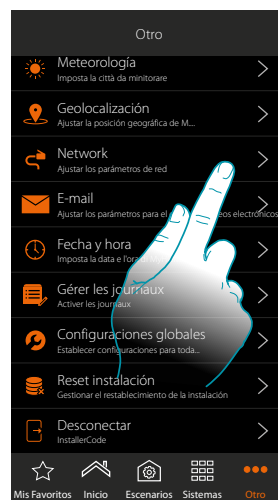 Otro
Meteorología
Imposta la città da minitorare
Geolocalización
Ajustar la posición geográfica de M...
Network
Ajustar los parámetros de red
E-mail
Ajustar los parámetros para el eos electrónicos
Fecha y hora
Imposta la data e l'ora
Gérer les journaux
Activer les journaux
Configuraciones globales
Establecer configuraciones para toda...
Reset instalación
Gestionar el restablecimiento de la instalación
Desconectar
InstallerCode
Mis Favoritos Inicio Escenarios Sistemas Otro